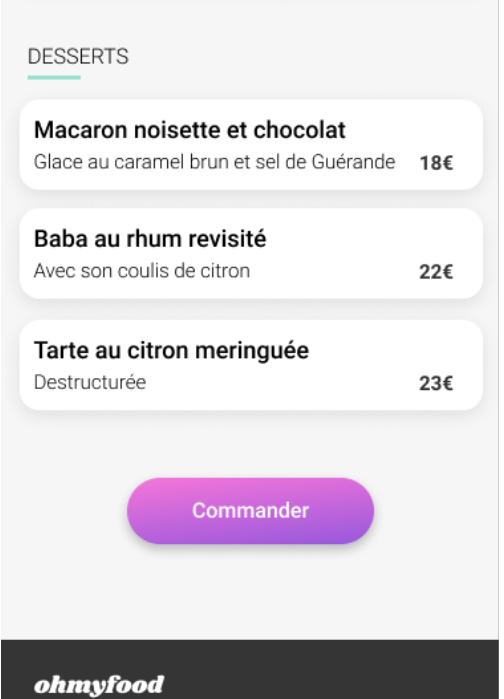 DESSERTS
Macaron noisette et chocolat
Glace au caramel brun et sel de Guérande 18€
Baba au rhum revisité
Avec son coulis de citron 22€
Tarte au citron meringuée
Destructurée 23€
Commander
ohmyfood